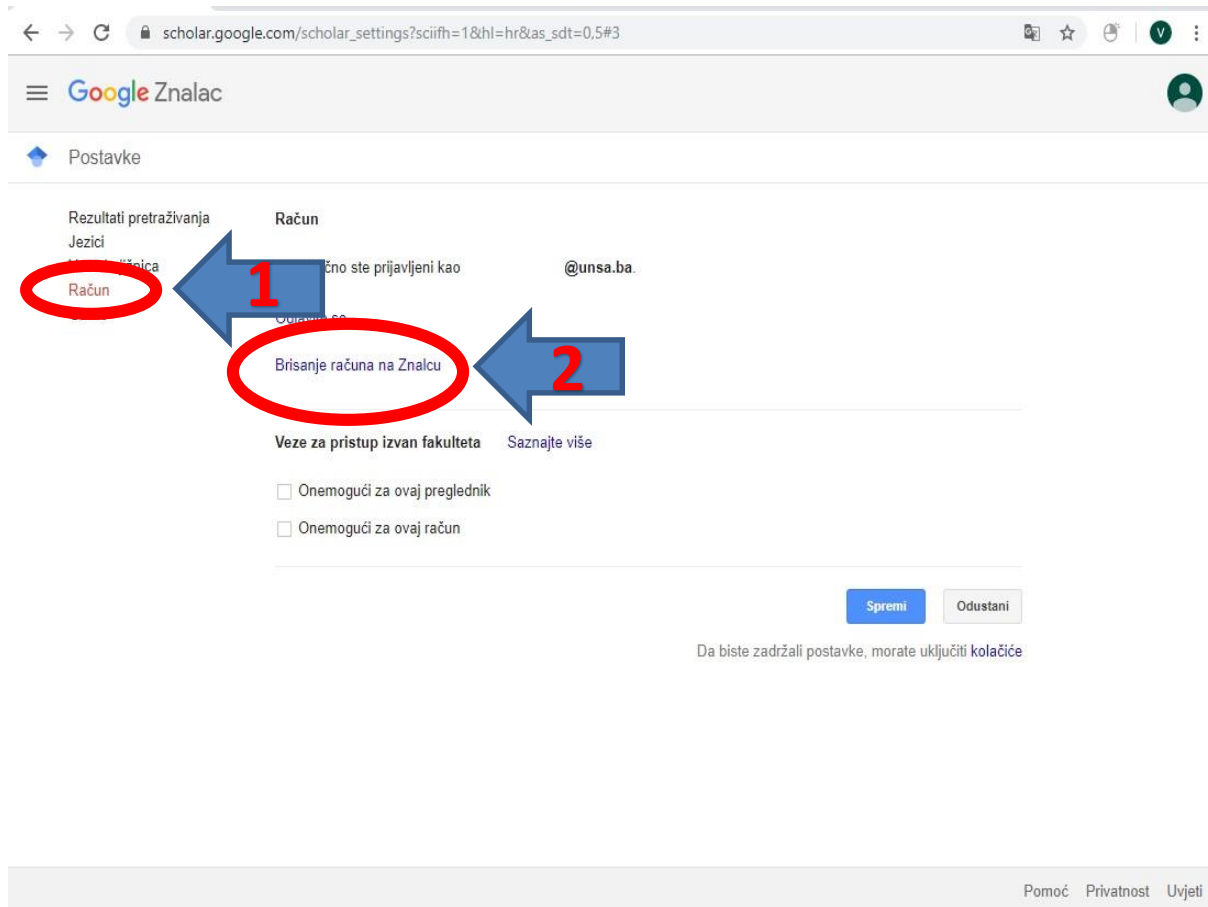 scholar.google.com/scholar_settings?sciifh=1&hl=hr&as_sdt=0,5#3
V
Google Znalac
Postavke
Rezultati pretraživanja
Jezici
Račun
Račun
čno ste prijavljeni kao @unsa.ba.
1
Brisanje računa na Znalcu
2
Veze za pristup izvan fakulteta Saznajte više
Onemogući za ovaj preglednik
Onemogući za ovaj račun
Spremi Odustani
Da biste zadržali postavke, morate uključiti kolačiće
Pomoć Privatnost Uvjeti